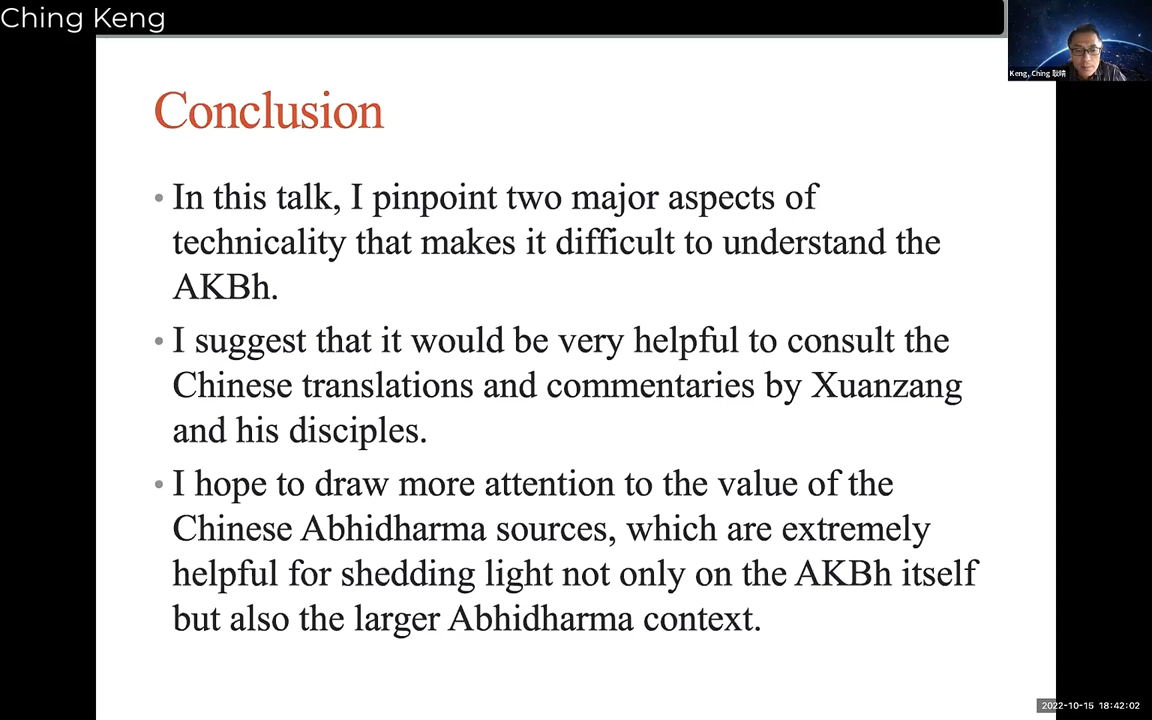 Ching Keng
Keng, Ching 耿晴
Conclusion
• In this talk, I pinpoint two major aspects of
technicality that makes it difficult to understand the
AKBh.
• I suggest that it would be very helpful to consult the
Chinese translations and commentaries by Xuanzang
and his disciples.
• I hope to draw more attention to the value of the
Chinese Abhidharma sources, which are extremely
helpful for shedding light not only on the AKBh itself
but also the larger Abhidharma context.
2022-10-15 18:42:02